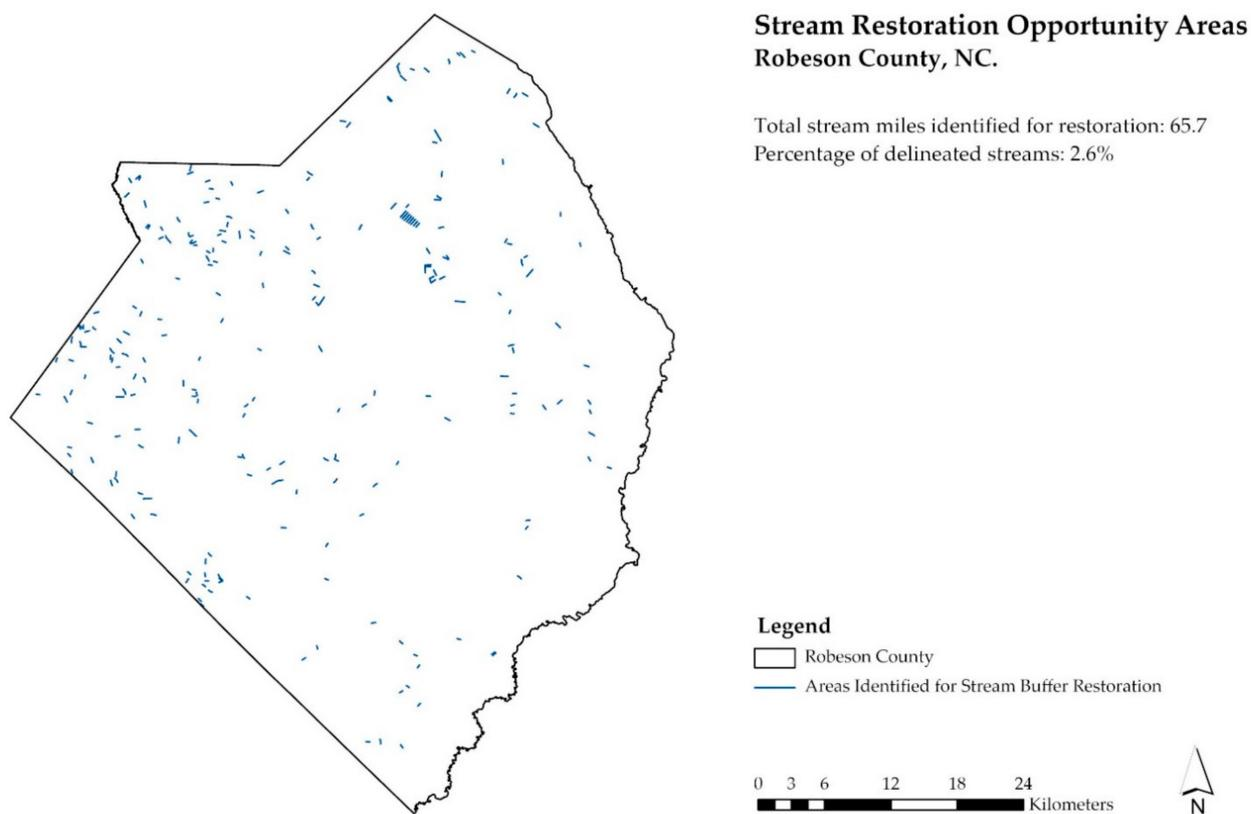 Stream Restoration Opportunity Areas
Robeson County, NC.
Total stream miles identified for restoration: 65.7
Percentage of delineated streams: 2.6%
Legend
Robeson County
Areas Identified for Stream Buffer Restoration
0 3 6 12 18 24
Kilometers
N